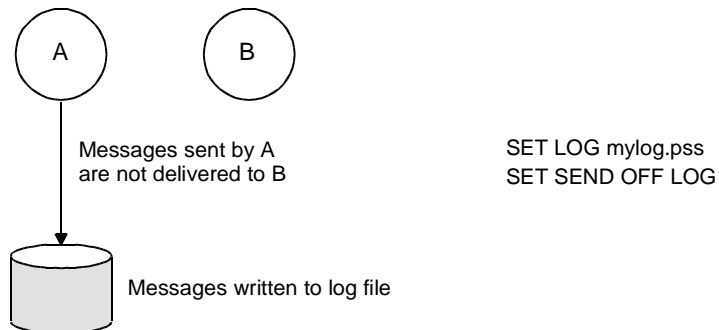 A
B
Messages sent by A
are not delivered to B
SET LOG mylog.pss
SET SEND OFF LOG
Messages written to log file